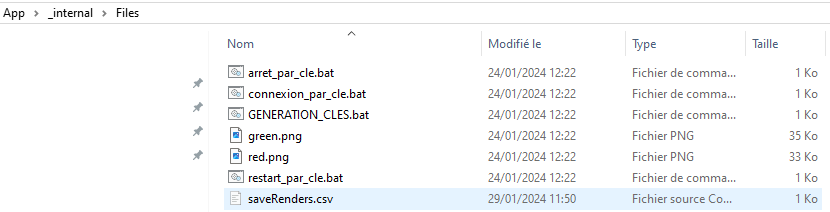 App > _internal > Files
Nom Modifié le Type Taille
arret_par_cle.bat 24/01/2024 12:22 Fichier de comma... 1 Ko
connexion_par_cle.bat 24/01/2024 12:22 Fichier de comma... 1 Ko
GENERATION_CLES.bat 24/01/2024 12:22 Fichier de comma... 1 Ko
green.png 24/01/2024 12:22 Fichier PNG 35 Ko
red.png 24/01/2024 12:22 Fichier PNG 33 Ko
restart_par_cle.bat 24/01/2024 12:22 Fichier de comma... 1 Ko
saveRenders.csv 29/01/2024 11:50 Fichier source Co... 1 Ko